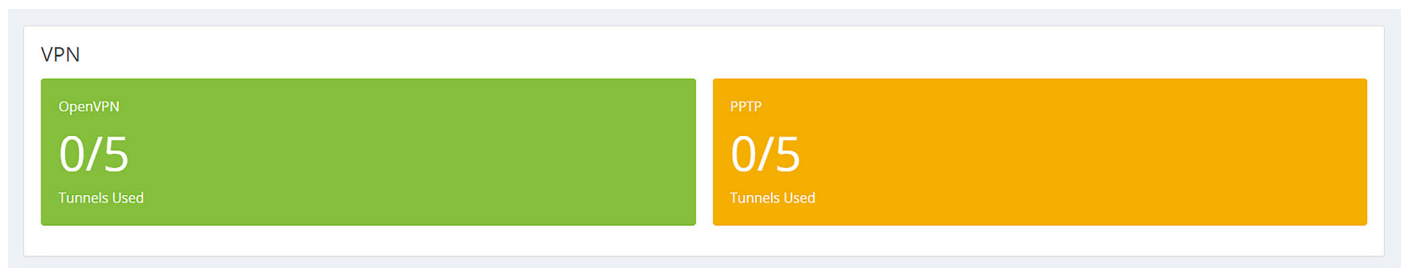 VPN
OpenVPN
0/5
Tunnels Used
PPTP
0/5
Tunnels Used